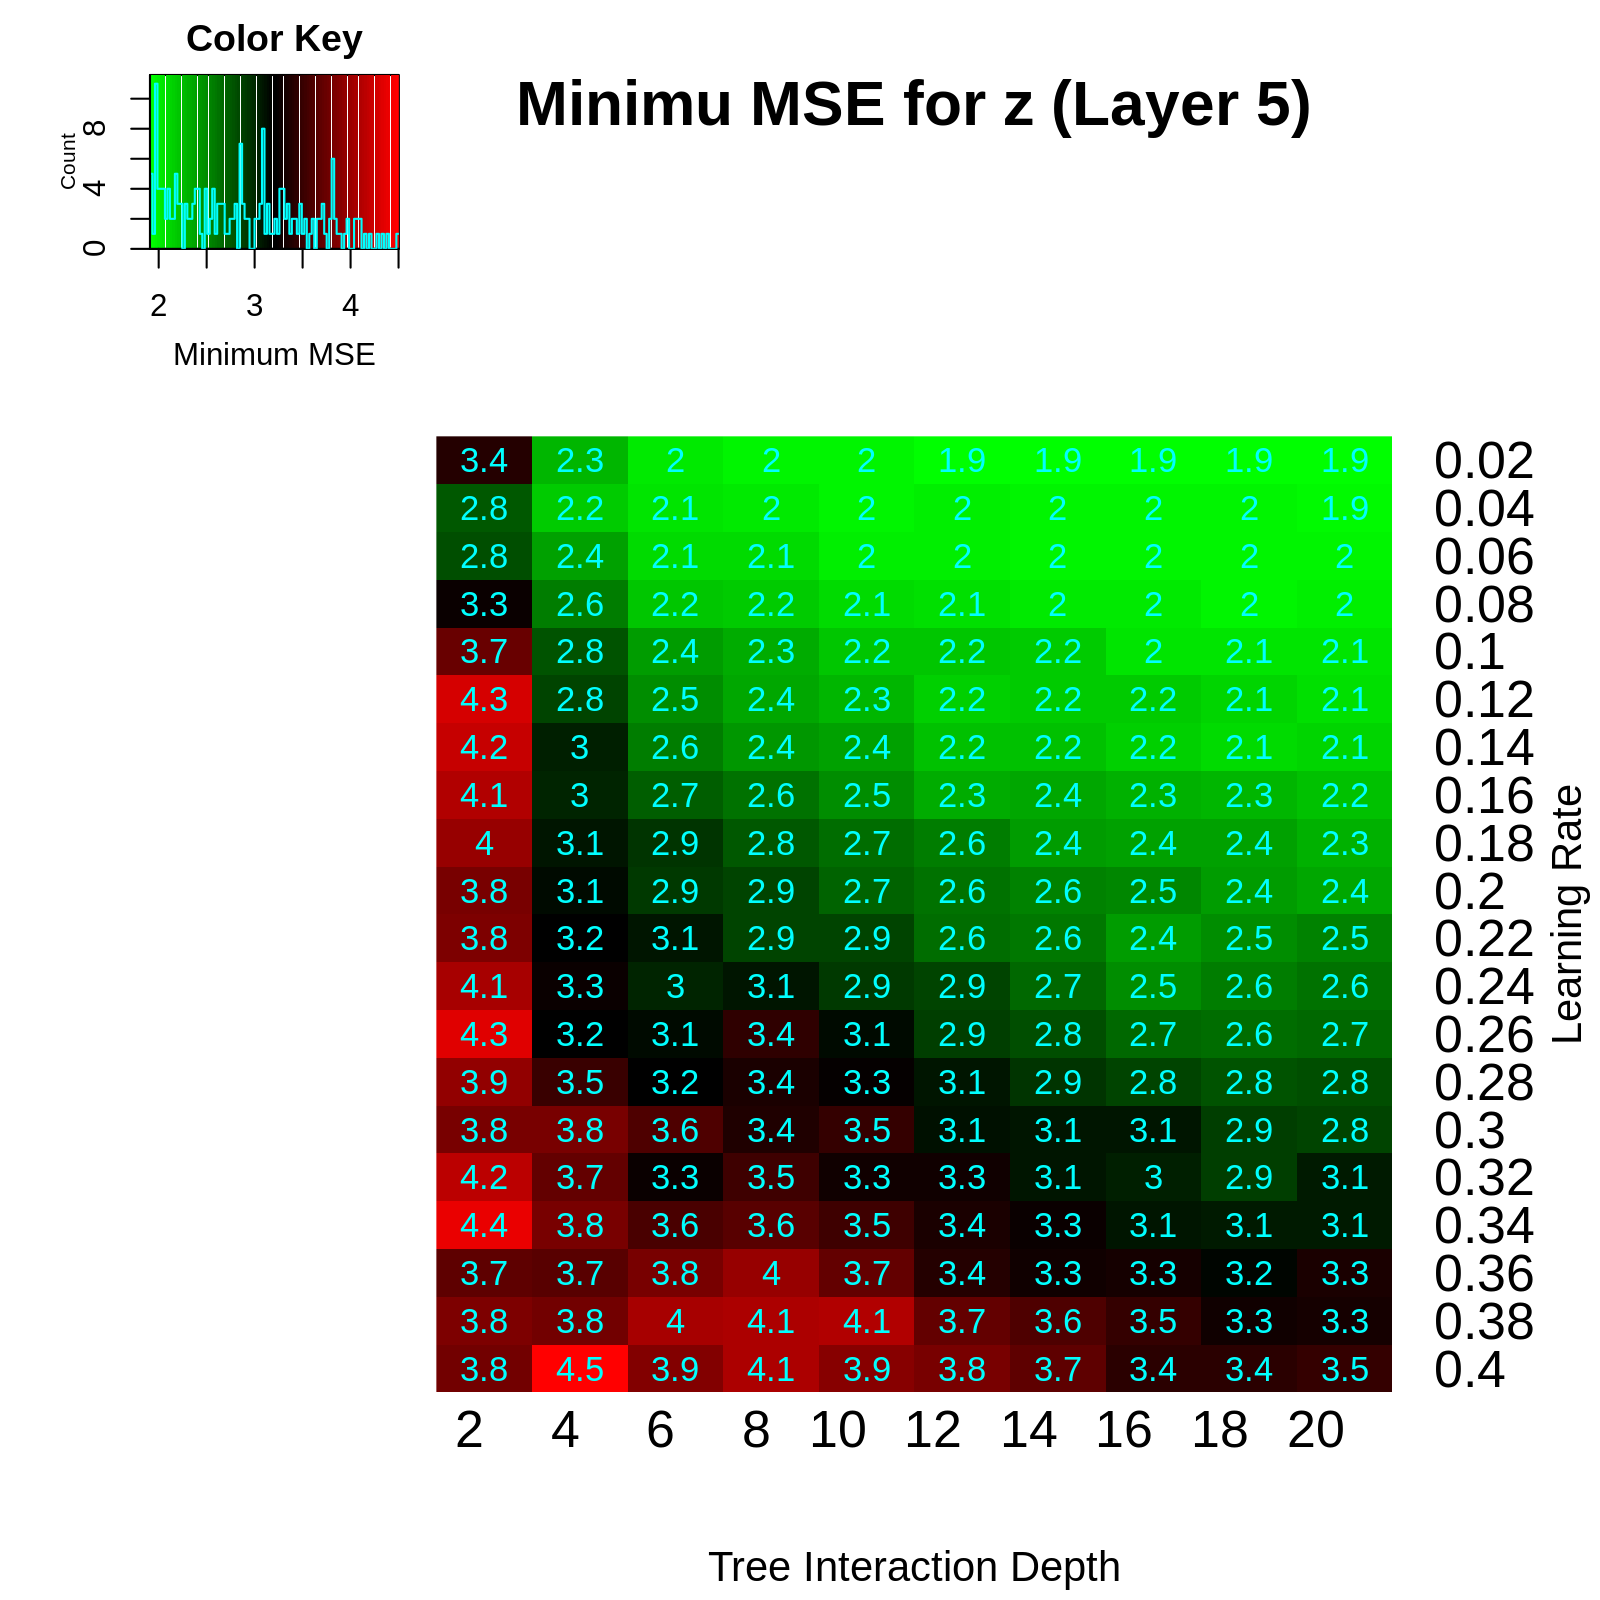 Color Key
Minimu MSE for z (Layer 5)
Count
0 4 8
2 3 4
Minimum MSE
3.4 2.3 2 2 2 1.9 1.9 1.9 1.9 1.9 0.02
2.8 2.2 2.1 2 2 2 2 2 2 1.9 0.04
2.8 2.4 2.1 2.1 2 2 2 2 2 2 0.06
3.3 2.6 2.2 2.2 2.1 2.1 2 2 2 2 0.08
3.7 2.8 2.4 2.3 2.2 2.2 2.2 2 2.1 2.1 0.1
4.3 2.8 2.5 2.4 2.3 2.2 2.2 2.2 2.1 2.1 0.12
4.2 3 2.6 2.4 2.4 2.2 2.2 2.2 2.1 2.1 0.14
4.1 3 2.7 2.6 2.5 2.3 2.4 2.3 2.3 2.2 0.16
4 3.1 2.9 2.8 2.7 2.6 2.4 2.4 2.4 2.3 0.18
3.8 3.1 2.9 2.9 2.7 2.6 2.6 2.5 2.4 2.4 0.2
3.8 3.2 3.1 2.9 2.9 2.6 2.6 2.4 2.5 2.5 0.22
4.1 3.3 3 3.1 2.9 2.9 2.7 2.5 2.6 2.6 0.24
4.3 3.2 3.1 3.4 3.1 2.9 2.8 2.7 2.6 2.7 0.26
3.9 3.5 3.2 3.4 3.3 3.1 2.9 2.8 2.8 2.8 0.28
3.8 3.8 3.6 3.4 3.5 3.1 3.1 3.1 2.9 2.8 0.3
4.2 3.7 3.3 3.5 3.3 3.3 3.1 3 2.9 3.1 0.32
4.4 3.8 3.6 3.6 3.5 3.4 3.3 3.1 3.1 3.1 0.34
3.7 3.7 3.8 4 3.7 3.4 3.3 3.3 3.2 3.3 0.36
3.8 3.8 4 4.1 4.1 3.7 3.6 3.5 3.3 3.3 0.38
3.8 4.5 3.9 4.1 3.9 3.8 3.7 3.4 3.4 3.5 0.4
Learning Rate
2 4 6 8 10 12 14 16 18 20
Tree Interaction Depth